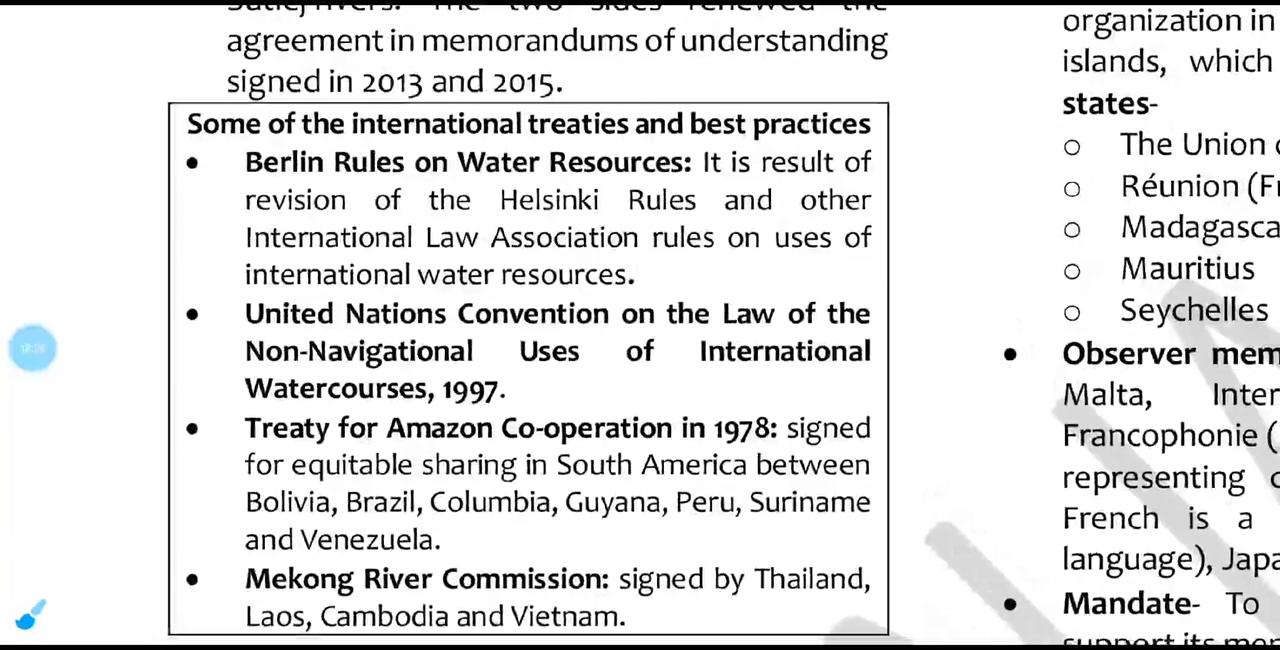 agreement in memorandums of understanding
signed in 2013 and 2015.
Some of the international treaties and best practices
• Berlin Rules on Water Resources: It is result of
revision of the Helsinki Rules and other
International Law Association rules on uses of
international water resources.
• United Nations Convention on the Law of the
Non-Navigational Uses of International
Watercourses, 1997.
• Treaty for Amazon Co-operation in 1978: signed
for equitable sharing in South America between
Bolivia, Brazil, Columbia, Guyana, Peru, Suriname
and Venezuela.
• Mekong River Commission: signed by Thailand,
Laos, Cambodia and Vietnam.
organization in
islands, which
states-
o The Union
o Réunion
o
o Mauritius
o Seychelles
• Observer
Malta,
Francophonie (
representing
French is a
language),
• Mandate- To